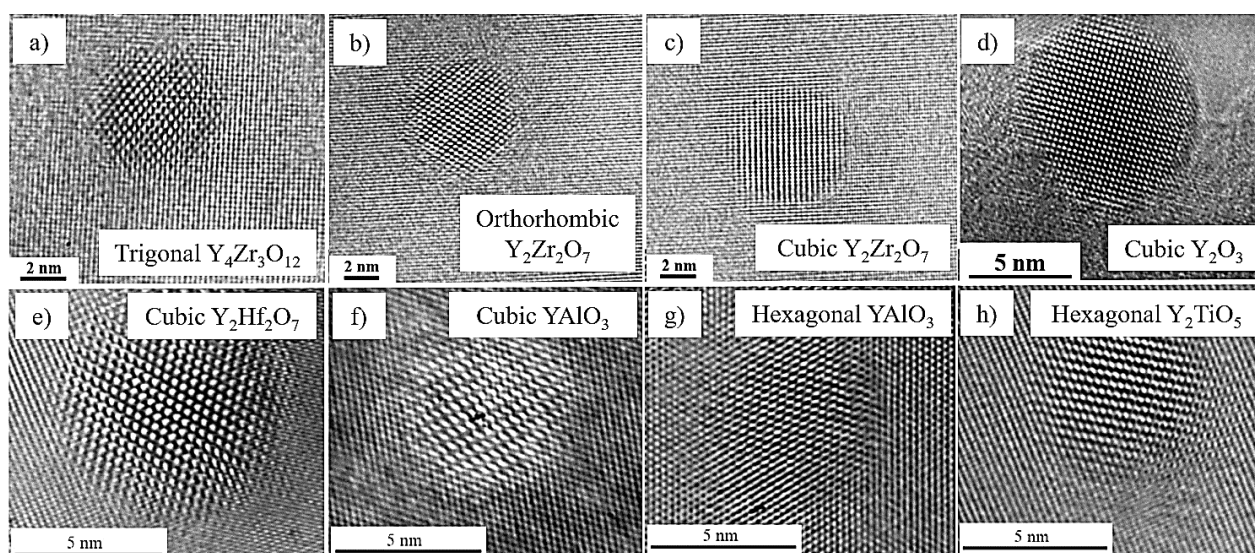 a)
Trigonal Y₄Zr₃O₁₂
2 nm
b)
Orthorhombic
Y₂Zr₂O₇
2 nm
c)
Cubic Y₂Zr₂O₇
2 nm
d)
Cubic Y₂O₃
5 nm
e)
Cubic Y₂Hf₂O₇
5 nm
f)
Cubic YAlO₃
5 nm
g)
Hexagonal YAlO₃
5 nm
h)
Hexagonal Y₂TiO₅
5 nm